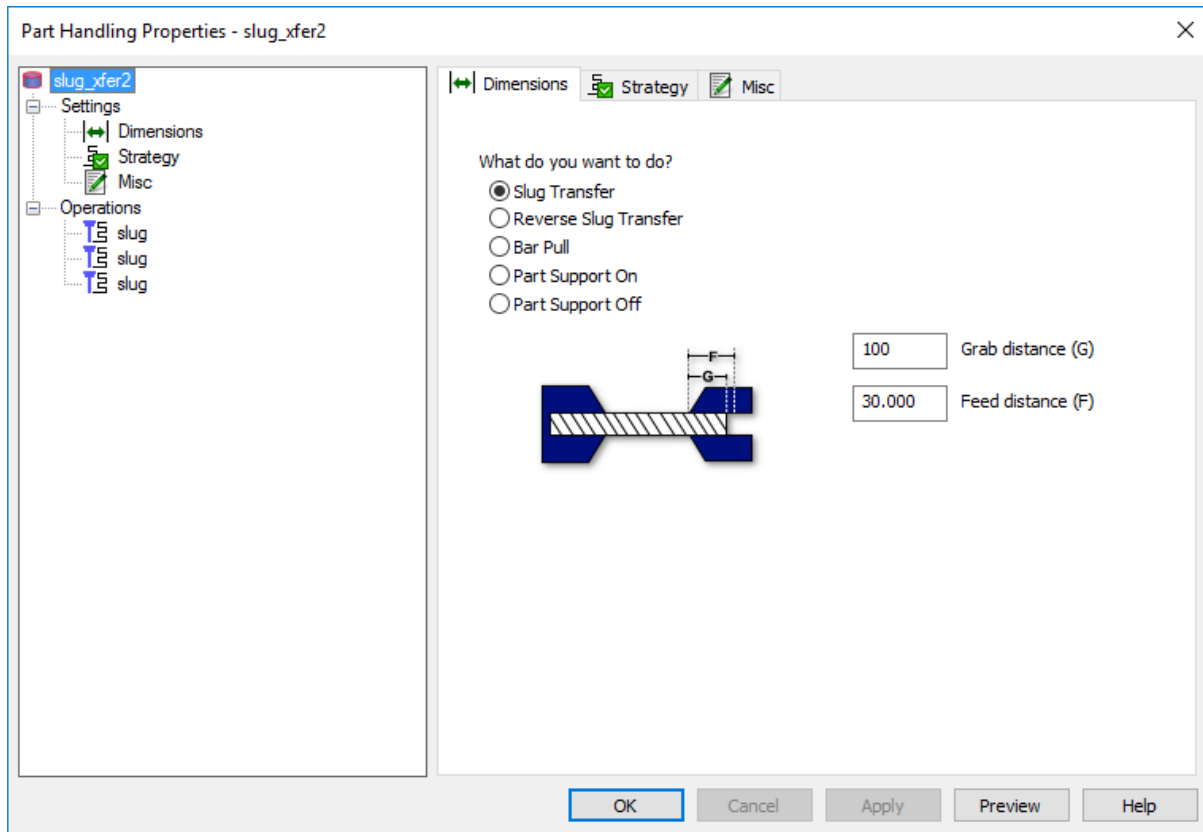 Part Handling Properties - slug_xfer2
slug_xfer2
Settings
Dimensions
Strategy
Misc
Operations
slug
slug
slug
Dimensions Strategy Misc
What do you want to do?
Slug Transfer
Reverse Slug Transfer
Bar Pull
Part Support On
Part Support Off
F
G
100 Grab distance (G)
30.000 Feed distance (F)
OK Cancel Apply Preview Help